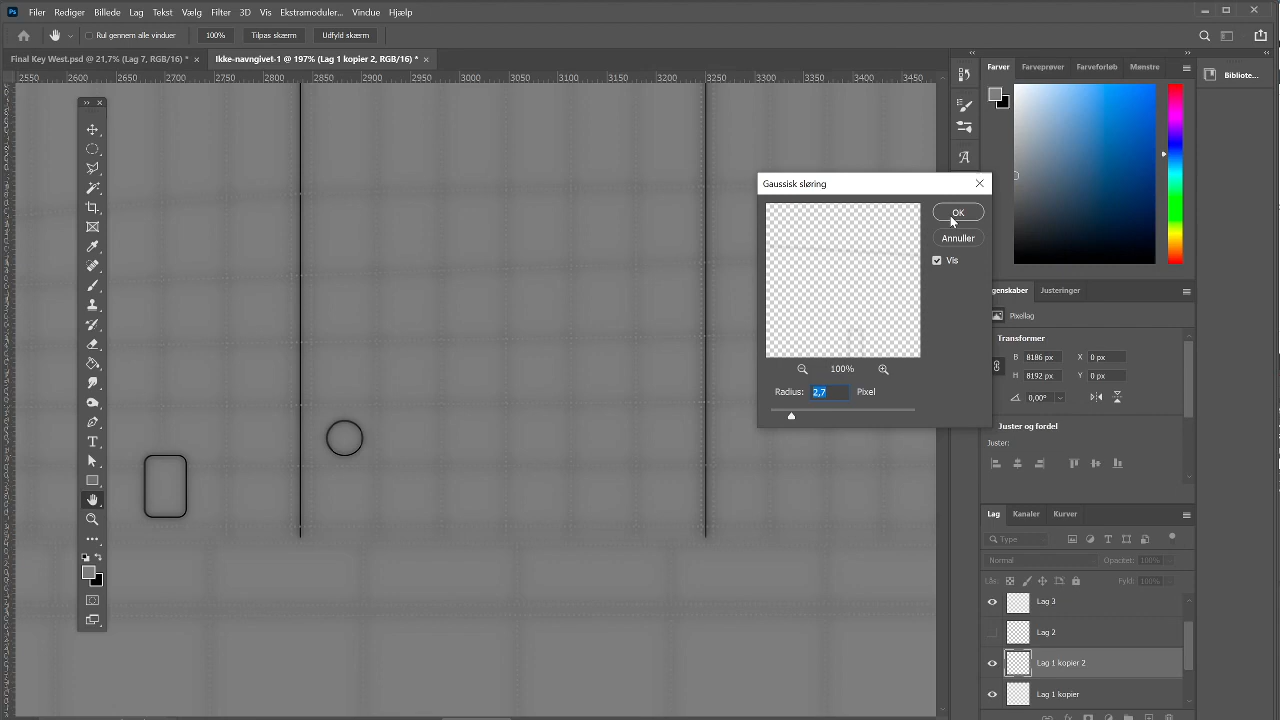 Ps Filer Rediger Billede Lag Tekst Vælg Filter 3D Vis Ekstramoduler... Vindue Hjælp
Rul gennem alle vinduer 100% Tilpas skærm Udfyld skærm
Final Key West.psd @ 21,7% (Lag 7, RGB/16) * × Ikke-navngivet-1 @ 197% (Lag 1 kopier 2, RGB/16) * ×
2550 2600 2650 2700 2750 2800 2850 2900 2950 3000 3050 3100 3150 3200 3250 3300 3350 3400 3450
Farver Farveprøver Farveforløb Mønstre
Bibliote...
Gaussisk sløring
OK
Annuller
Vis
100%
Radius: 2,7 Pixel
genskaber Justeringer
Pixellag
Transformer
B 8186 px X 0 px
H 8192 px Y 0 px
0,00°
Juster og fordel
Juster:
Lag Kanaler Kurver
Type
Normal Opacitet: 100%
Lås: Fyld: 100%
Lag 3
Lag 2
Lag 1 kopier 2
Lag 1 kopier